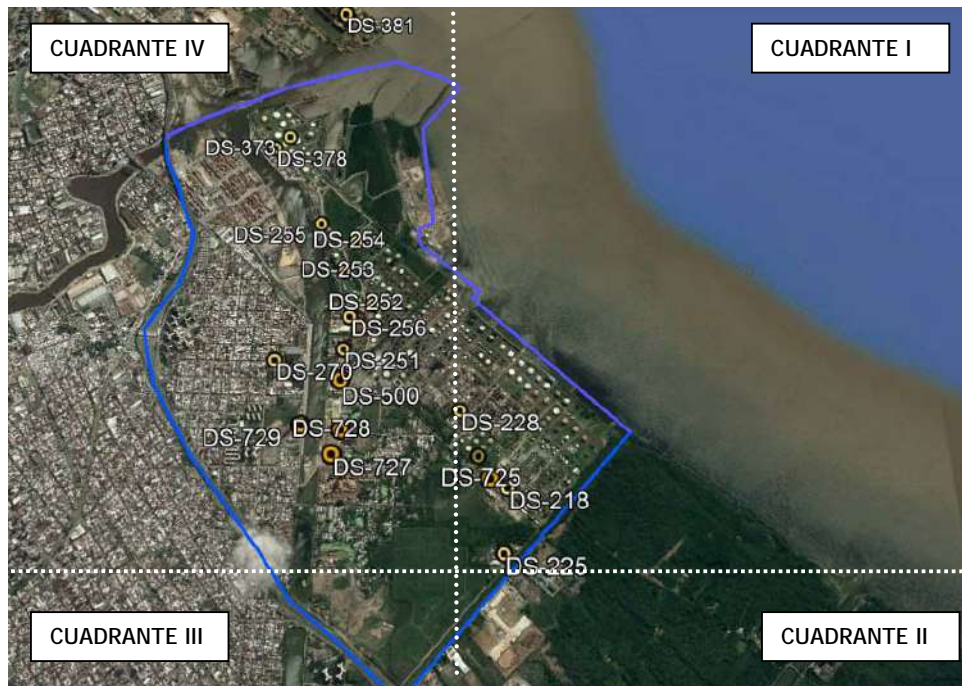 DS-381
CUADRANTE IV
CUADRANTE I
DS-373
DS-378
DS-255
DS-254
DS-253
DS-252
DS-256
DS-251
DS-270
DS-500
DS-228
DS-729
DS-728
DS-727
DS-725
DS-218
DS-225
CUADRANTE III
CUADRANTE II